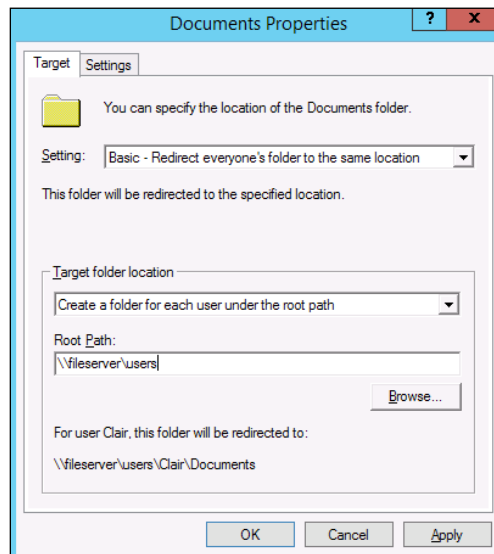 Documents Properties
?
x
Target
Settings
You can specify the location of the Documents folder.
Setting:
Basic - Redirect everyone's folder to the same location
This folder will be redirected to the specified location.
Target folder location
Create a folder for each user under the root path
Root Path:
\\fileserver\users
Browse...
For user Clair, this folder will be redirected to:
\\fileserver\users\Clair\Documents
OK
Cancel
Apply